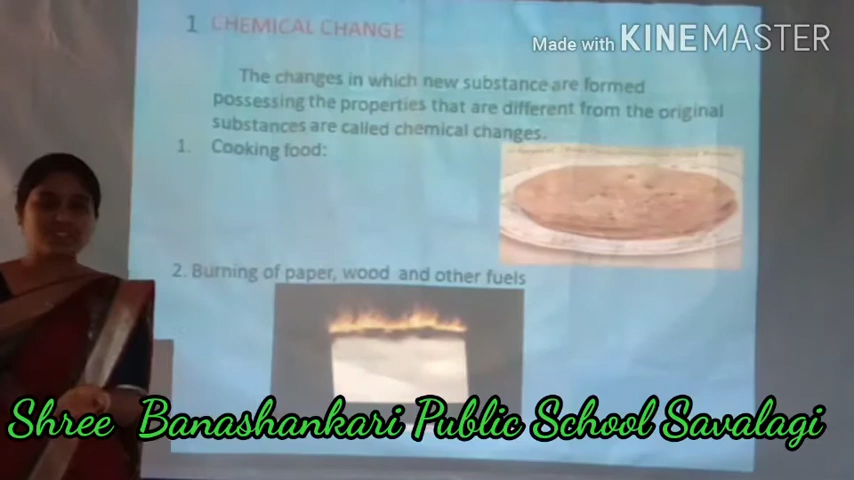 1 CHEMICAL CHANGE
Made with KINEMASTER
The changes in which new substance are formed
possessing the properties that are different from the original
substances are called chemical changes.
1. Cooking food:
2. Burning of paper, wood and other fuels
Shree Banashankari Public School Savalagi